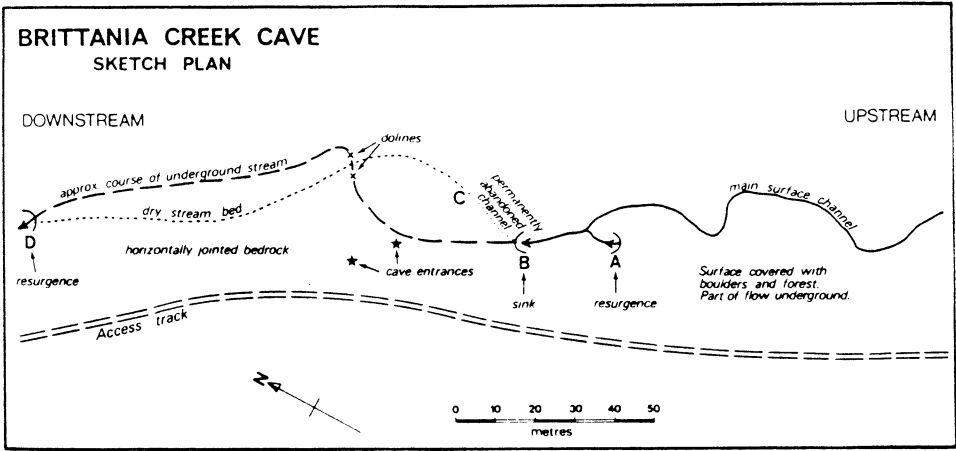 BRITTANIA CREEK CAVE
SKETCH PLAN
DOWNSTREAM
UPSTREAM
dolines
approx. course of underground stream
dry stream bed
permanently
abandoned
channel
C
main surface channel
D
resurgence
horizontally jointed bedrock
cave entrances
B
sink
A
resurgence
Surface covered with
boulders and forest.
Part of flow underground.
Access track
N
0 10 20 30 40 50
metres